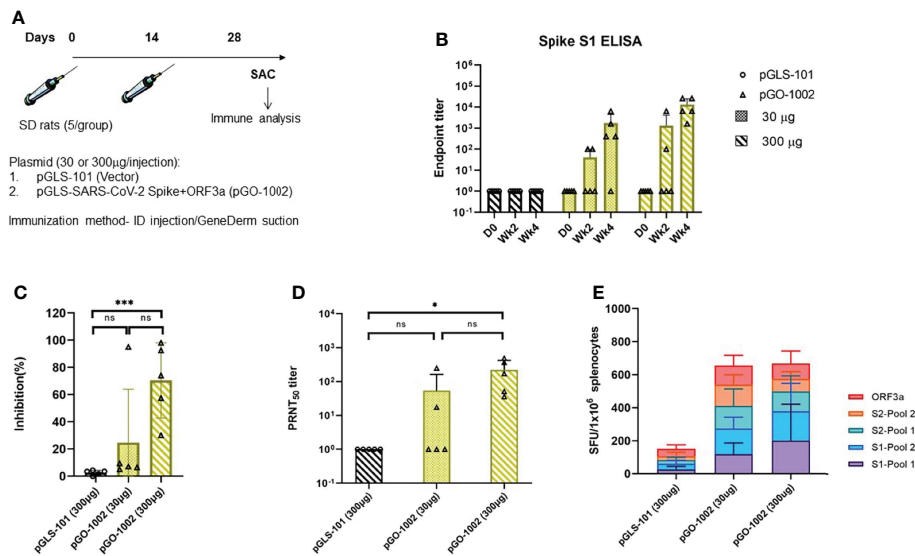 A
Days 0 14 28
SAC
Immune analysis
SD rats (5/group)
Plasmid (30 or 300μg/injection):
1. pGLS-101 (Vector)
2. pGLS-SARS-CoV-2 Spike+ORF3a (pGO-1002)
Immunization method- ID injection/GeneDerm suction
B
Spike S1 ELISA
Endpoint titer
10⁶
10⁵
10⁴
10³
10²
10¹
10⁰
10⁻¹
D0 Wk2 Wk4 D0 Wk2 Wk4 D0 Wk2 Wk4
pGLS-101
pGO-1002
30 μg
300 μg
C
Inhibition(%)
120
100
80
60
40
20
0
***
ns ns
pGLS-101 (300μg)
pGO-1002 (30μg)
pGO-1002 (300μg)
D
PRNT₅₀ titer
10⁴
10³
10²
10¹
10⁰
10⁻¹
*
ns ns
pGLS-101 (300μg)
pGO-1002 (30μg)
pGO-1002 (300μg)
E
SFU/1x10⁶ splenocytes
1000
800
600
400
200
0
pGLS-101 (300μg)
pGO-1002 (30μg)
pGO-1002 (300μg)
ORF3a
S2-Pool 2
S2-Pool 1
S1-Pool 2
S1-Pool 1